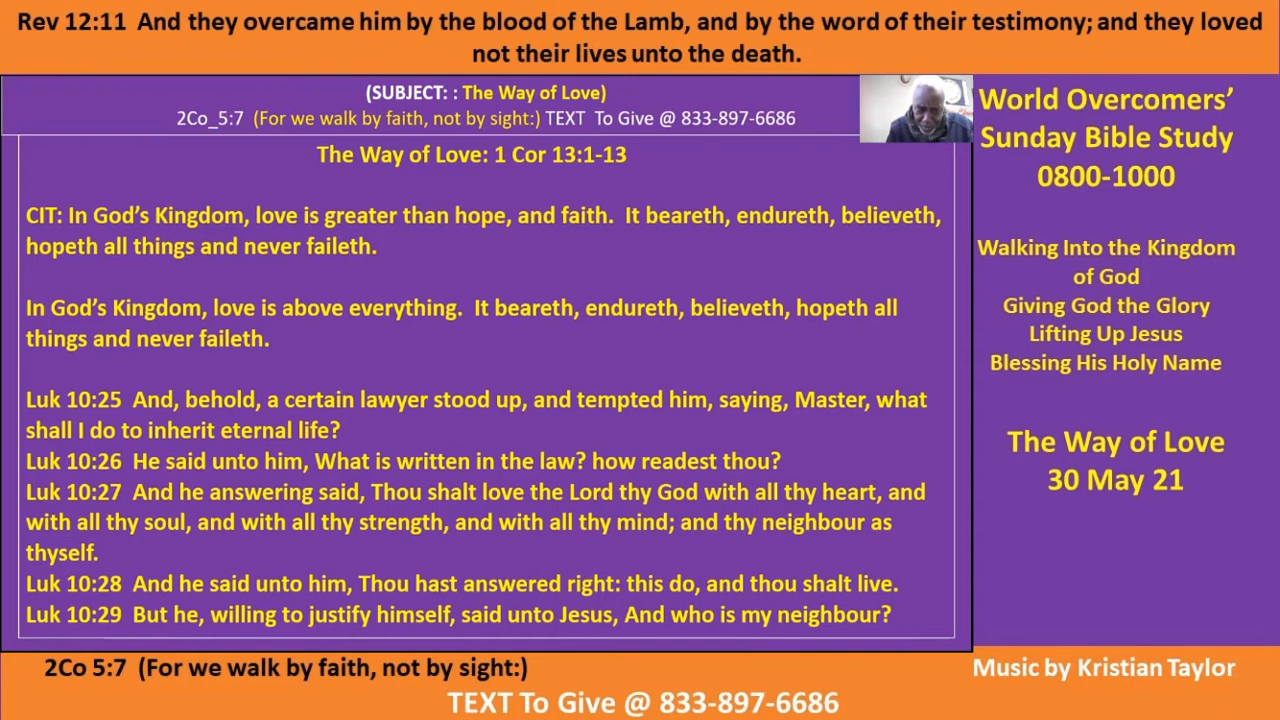 Rev 12:11  And they overcame him by the blood of the Lamb, and by the word of their testimony; and they loved
not their lives unto the death.
(SUBJECT: : The Way of Love)
2Co_5:7  (For we walk by faith, not by sight:) TEXT  To Give @ 833-897-6686
The Way of Love: 1 Cor 13:1-13
CIT: In God’s Kingdom, love is greater than hope, and faith.  It beareth, endureth, believeth,
hopeth all things and never faileth.
In God’s Kingdom, love is above everything.  It beareth, endureth, believeth, hopeth all
things and never faileth.
Luk 10:25  And, behold, a certain lawyer stood up, and tempted him, saying, Master, what
shall I do to inherit eternal life?
Luk 10:26  He said unto him, What is written in the law? how readest thou?
Luk 10:27  And he answering said, Thou shalt love the Lord thy God with all thy heart, and
with all thy soul, and with all thy strength, and with all thy mind; and thy neighbour as
thyself.
Luk 10:28  And he said unto him, Thou hast answered right: this do, and thou shalt live.
Luk 10:29  But he, willing to justify himself, said unto Jesus, And who is my neighbour?
World Overcomers’
Sunday Bible Study
0800-1000
Walking Into the Kingdom
of God
Giving God the Glory
Lifting Up Jesus
Blessing His Holy Name
The Way of Love
30 May 21
2Co 5:7  (For we walk by faith, not by sight:)
Music by Kristian Taylor
TEXT To Give @ 833-897-6686